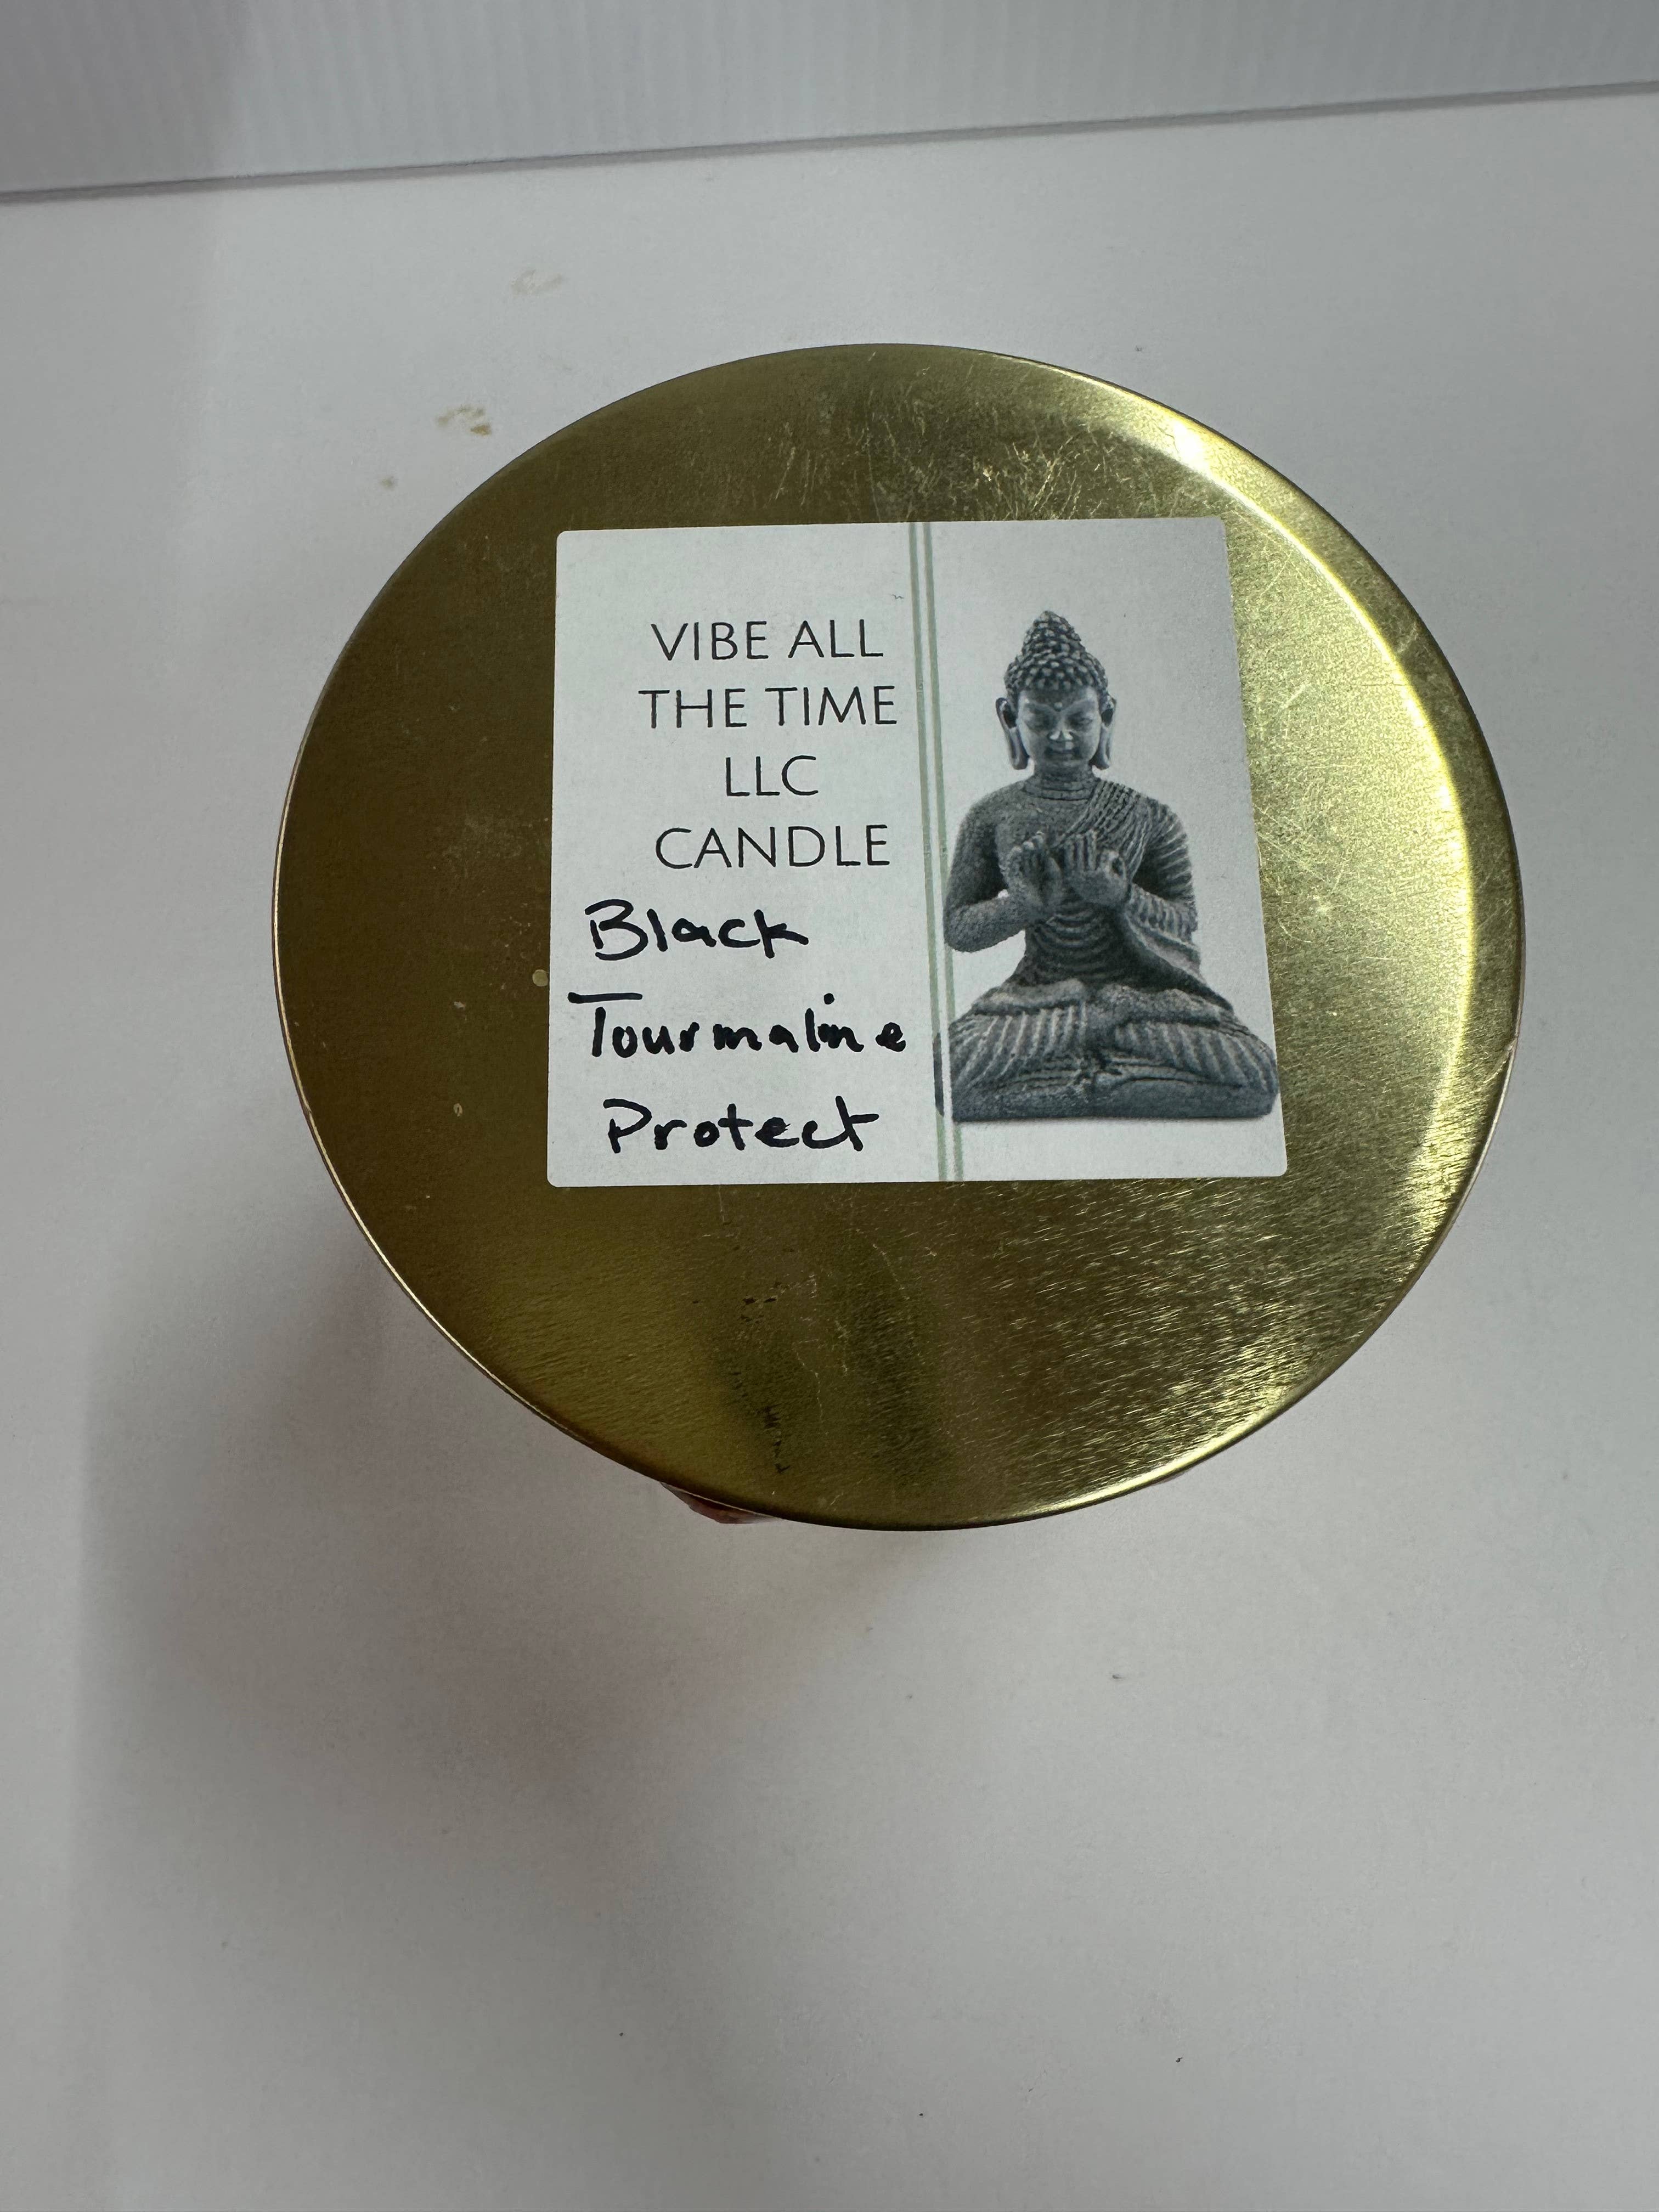 VIBE ALL
THE TIME
LLC
CANDLE
Black
Tourmaline
Protect